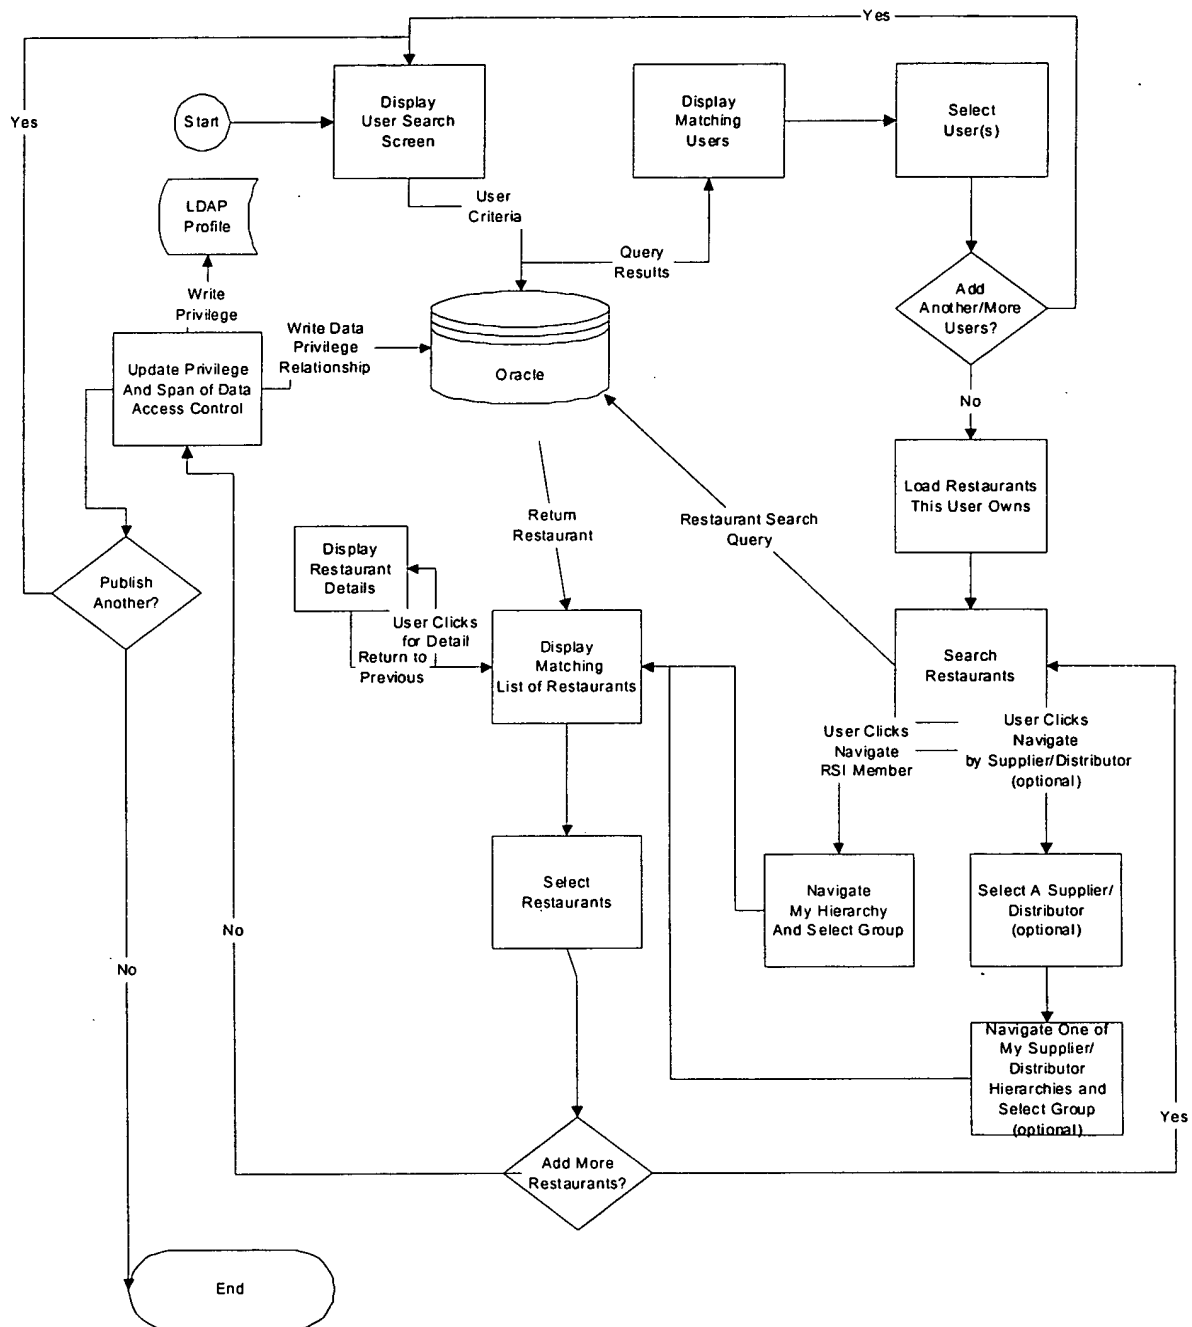 Yes
Display
User Search
Screen
Display
Matching
Users
Select
User(s)
Yes
Start
LDAP
Profile
User
Criteria
Query
Results
Add
Another/More
Users?
Write
Privilege
Write Data
Privilege
Relationship
Oracle
Update Privilege
And Span of Data
Access Control
No
Load Restaurants
This User Owns
Return
Restaurant
Restaurant Search
Query
Display
Restaurant
Details
Publish
Another?
User Clicks
for Detail
Return to
Previous
Display
Matching
List of Restaurants
Search
Restaurants
User Clicks
Navigate
RSI Member
User Clicks
Navigate
by Supplier/Distributor
(optional)
Select
Restaurants
Navigate
My Hierarchy
And Select Group
Select A Supplier/
Distributor
(optional)
No
No
Navigate One of
My Supplier/
Distributor
Hierarchies and
Select Group
(optional)
Yes
Add More
Restaurants?
End